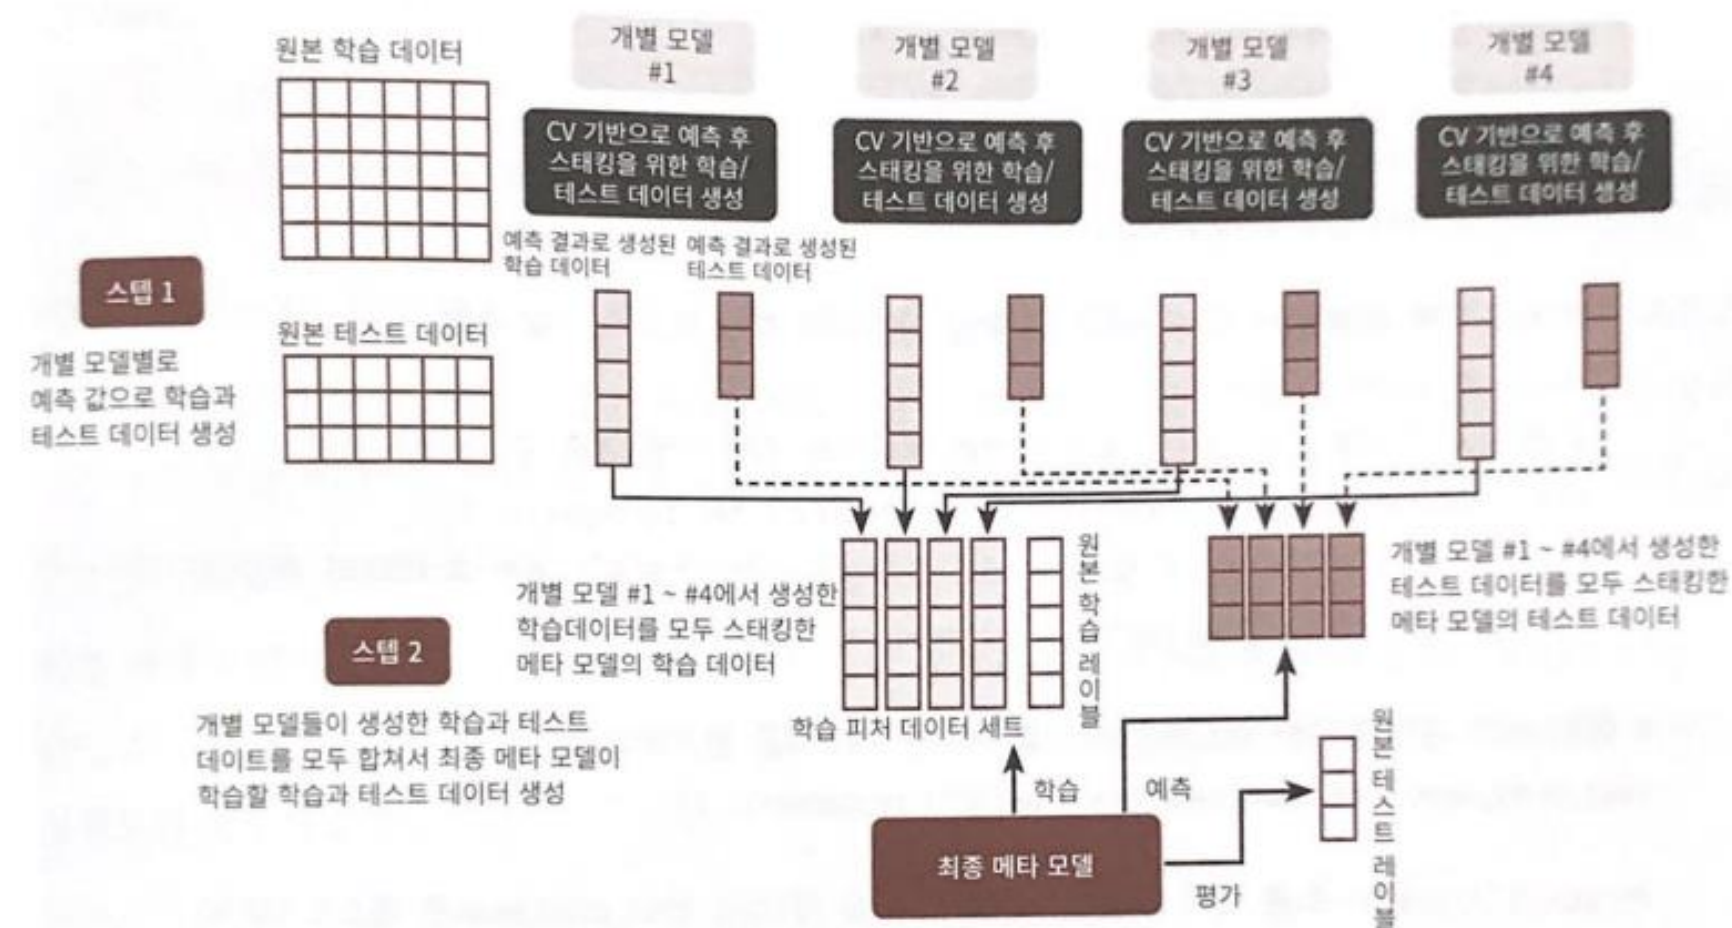 원본 학습 데이터
개별 모델
#1
개별 모델
#2
개별 모델
#3
개별 모델
#4
CV 기반으로 예측 후
스태킹을 위한 학습/
테스트 데이터 생성
CV 기반으로 예측 후
스태킹을 위한 학습/
테스트 데이터 생성
CV 기반으로 예측 후
스태킹을 위한 학습/
테스트 데이터 생성
CV 기반으로 예측 후
스태킹을 위한 학습/
테스트 데이터 생성
예측 결과로 생성된
학습 데이터
예측 결과로 생성된
테스트 데이터
스텝 1
개별 모델별로
예측 값으로 학습과
테스트 데이터 생성
원본 테스트 데이터
스텝 2
개별 모델들이 생성한 학습과 테스트
데이트를 모두 합쳐서 최종 메타 모델이
학습할 학습과 테스트 데이터 생성
개별 모델 #1 ~ #4에서 생성한
학습데이터를 모두 스태킹한
메타 모델의 학습 데이터
원본 학습 레이블
학습 피처 데이터 세트
개별 모델 #1 ~ #4에서 생성한
테스트 데이터를 모두 스태킹한
메타 모델의 테스트 데이터
학습
예측
최종 메타 모델
평가
원본 테스트 레이블